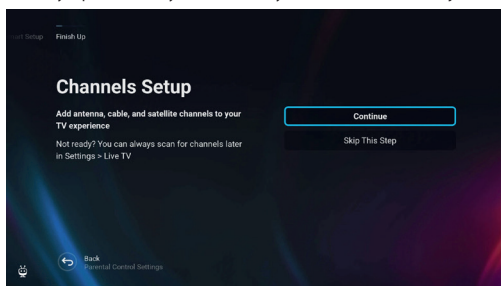 Setup
Finish Up
Channels Setup
Add antenna, cable, and satellite channels to your
TV experience
Not ready? You can always scan for channels later
in Settings > Live TV
Continue
Skip This Step
Back
Parental Control Settings